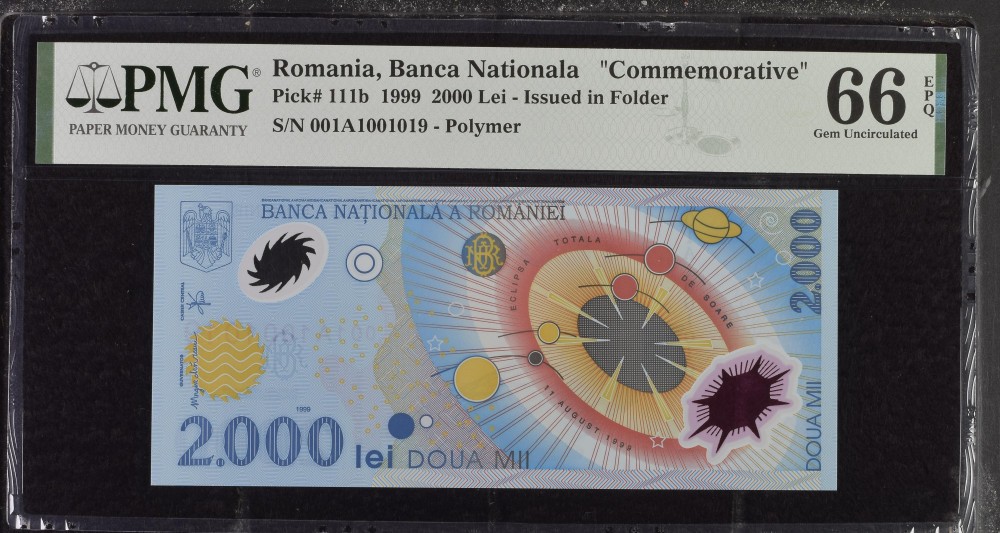 PMG®
PAPER MONEY GUARANTY
Romania, Banca Nationala "Commemorative"
Pick# 111b 1999 2000 Lei - Issued in Folder
S/N 001A1001019 - Polymer
66 EPQ
Gem Uncirculated
BANCA NAȚIONALĂ A ROMÂNIEI
ECLIPSA TOTALA DE SOARE
11 AUGUST 1999
2.000
DOUA MII
1999
2.000 lei DOUA MII